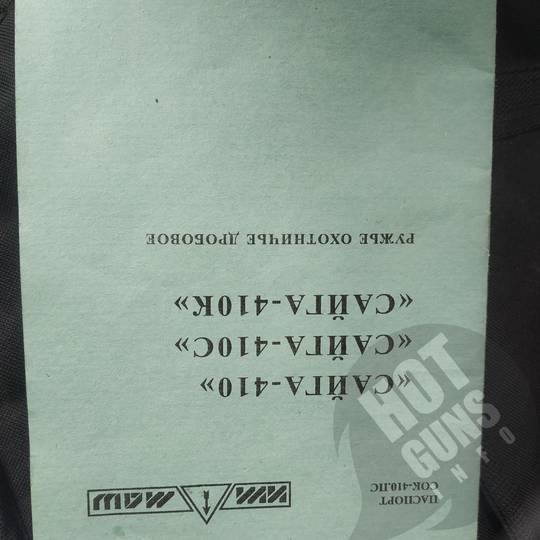 ПАСПОРТ
СОК-410.ПС
ИЖМАШ
«САЙГА-410»
«САЙГА-410С»
«САЙГА-410К»
РУЖЬЕ ОХОТНИЧЬЕ ДРОБОВОЕ
HOT
GUNS
INFO